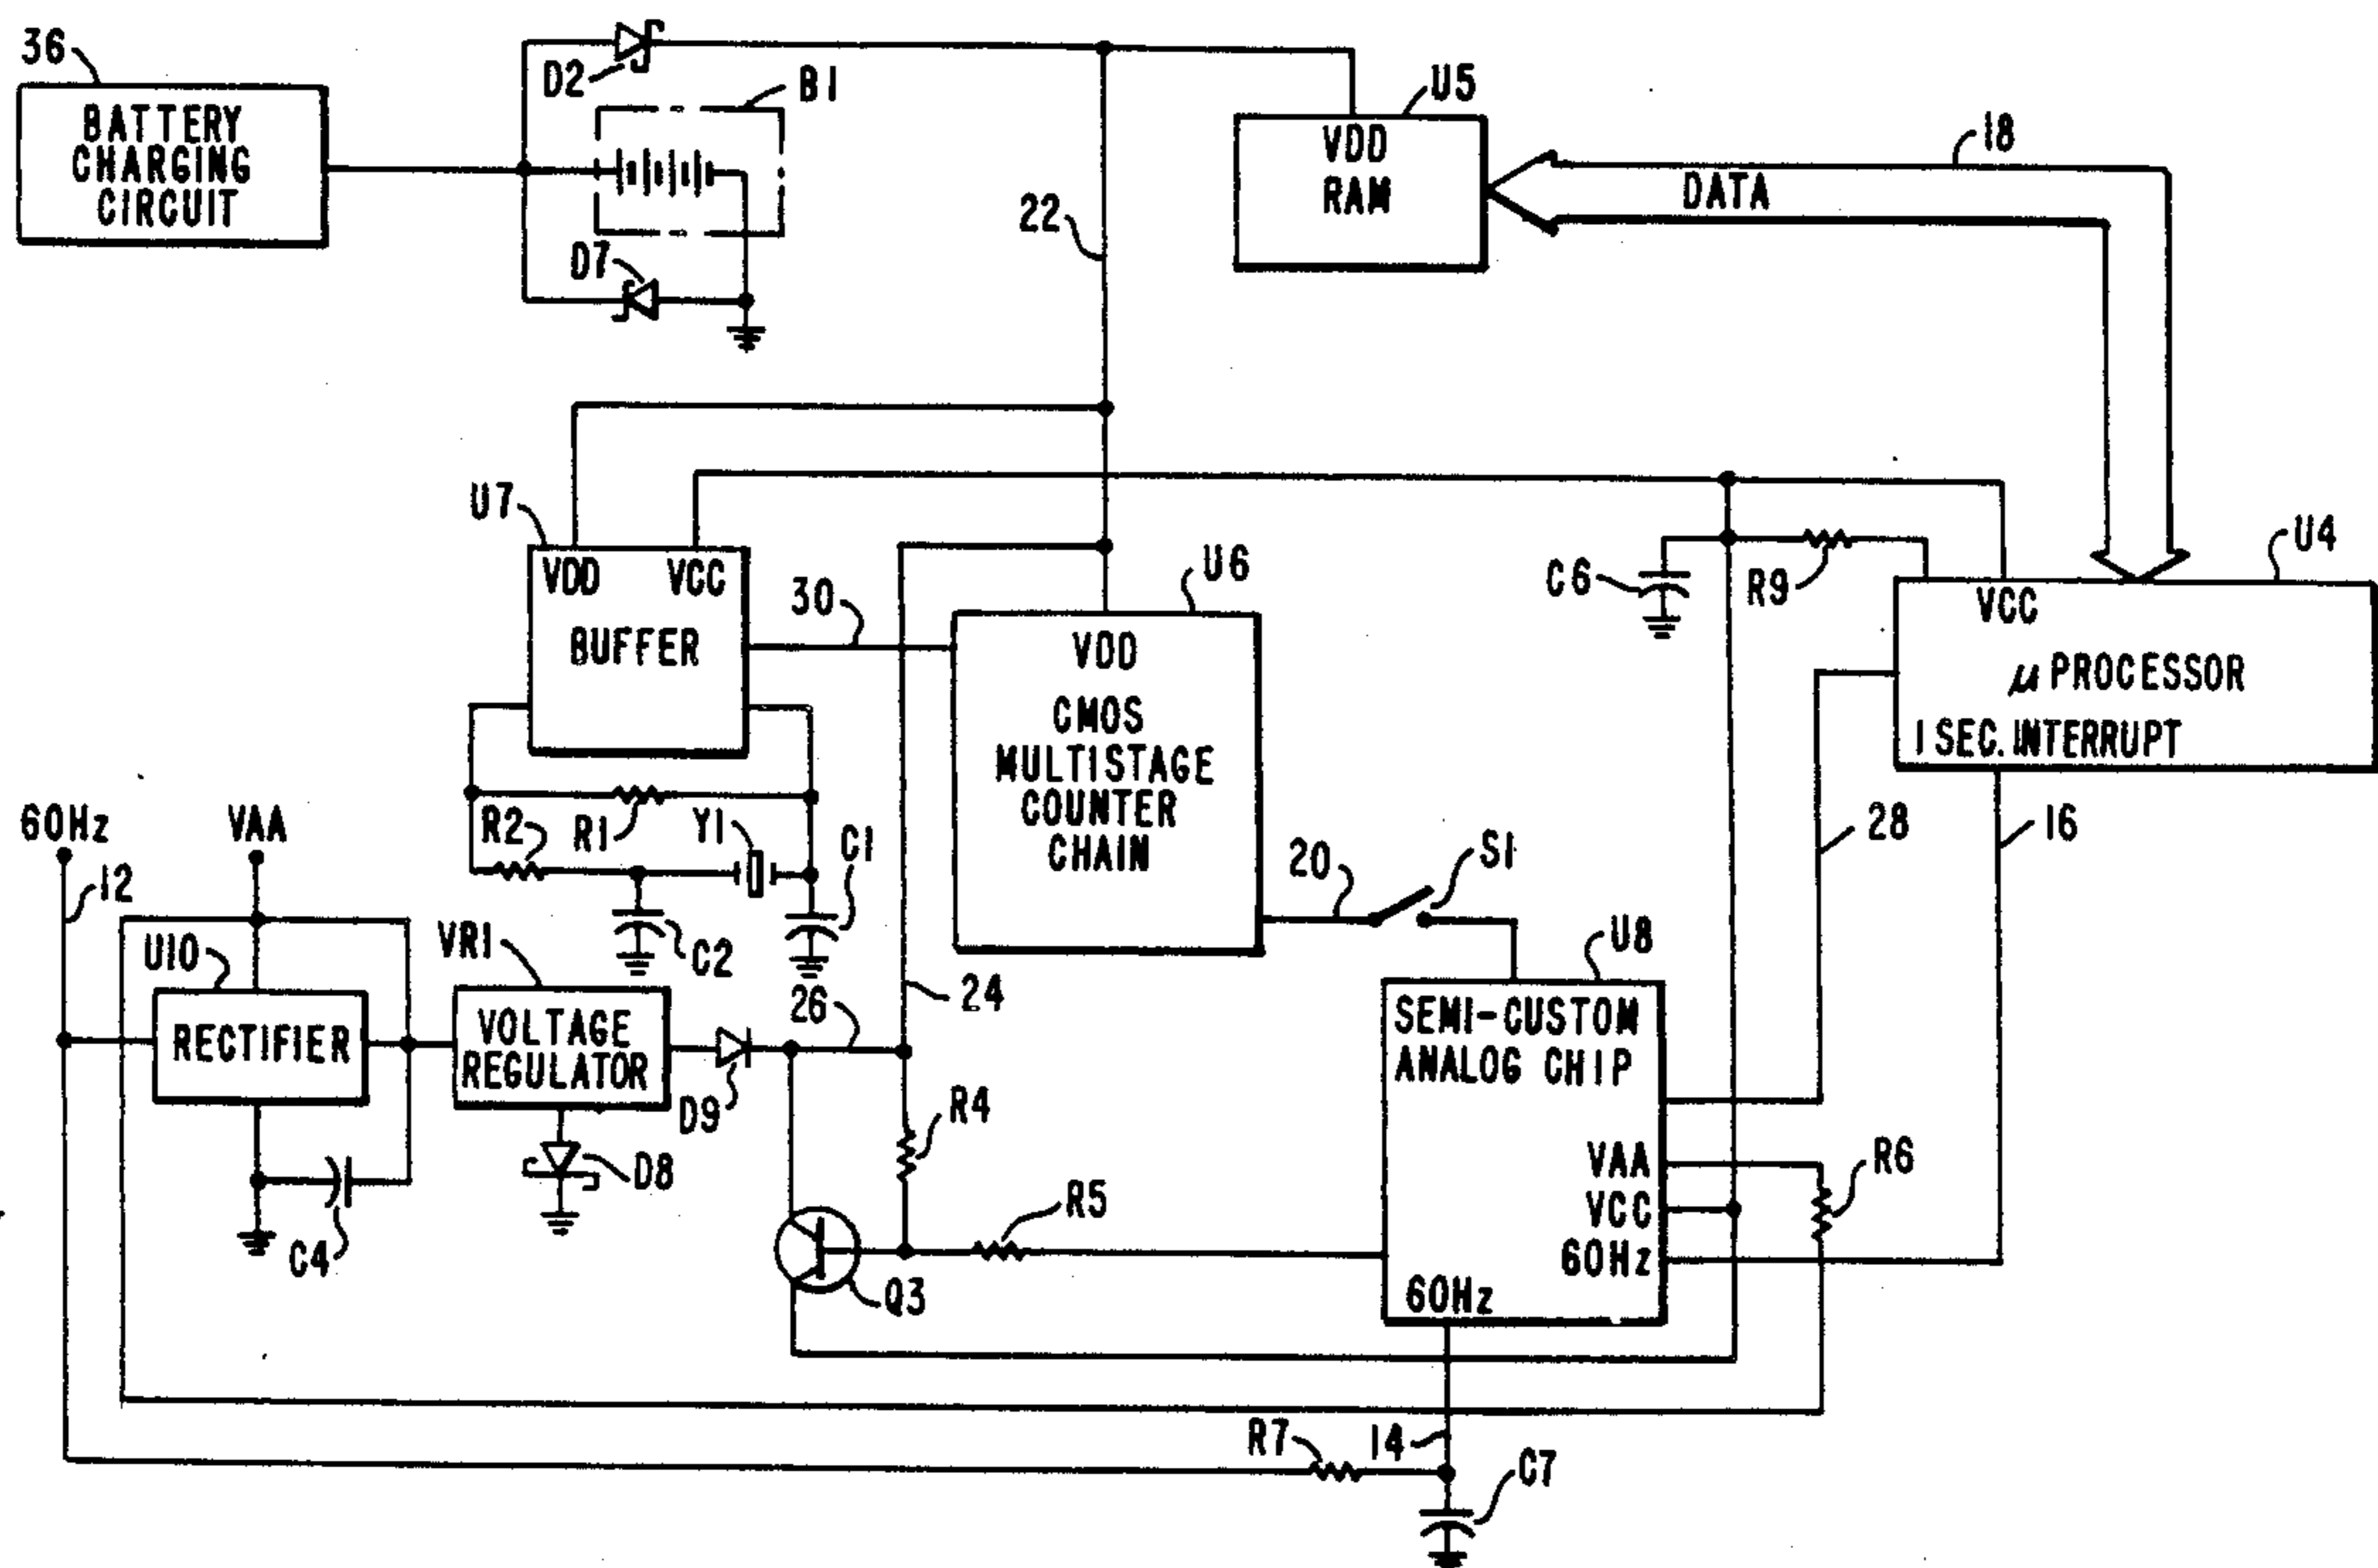 36
BATTERY
CHARGING
CIRCUIT
D2
B1
D7
22
U5
VDD
RAM
18
DATA
U7
VDD VCC
BUFFER
30
U6
VDD
CMOS
MULTISTAGE
COUNTER
CHAIN
C6
R9
U4
VCC
µ PROCESSOR
1 SEC. INTERRUPT
60Hz
VAA
12
R2
R1
Y1
C1
C2
20
S1
28
16
U10
RECTIFIER
VR1
VOLTAGE
REGULATOR
26
24
U8
SEMI-CUSTOM
ANALOG CHIP
D9
D8
C4
R4
R5
Q3
VAA
VCC
60Hz
60Hz
R6
R7
14
C7